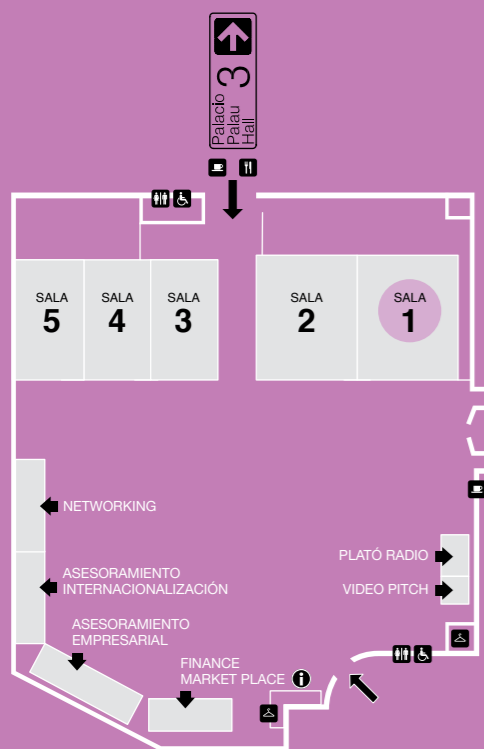 Palacio
Palau
Hall
3
SALA
5
SALA
4
SALA
3
SALA
2
SALA
1
NETWORKING
ASESORAMIENTO
INTERNACIONALIZACIÓN
ASESORAMIENTO
EMPRESARIAL
FINANCE
MARKET PLACE
i
PLATÓ RADIO
VIDEO PITCH